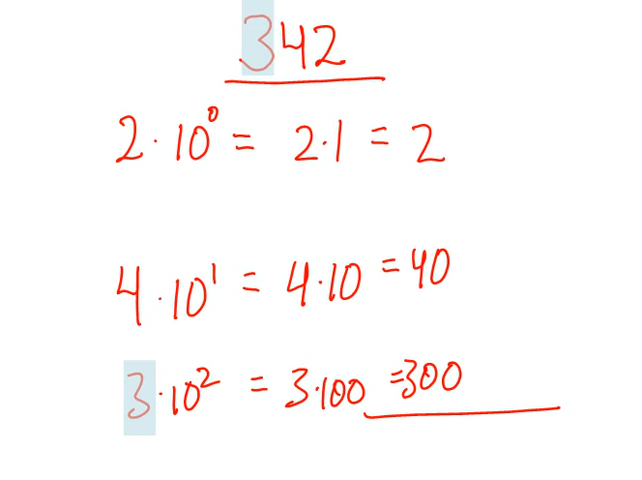 342
2·10⁰ = 2·1 = 2
4·10¹ = 4·10 = 40
3·10² = 3·100 = 300